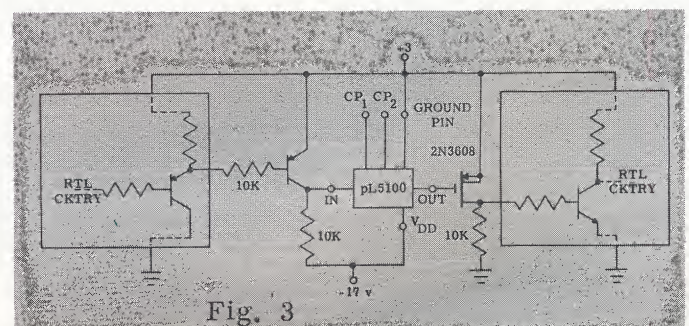 +3
CP1
CP2
GROUND PIN
2N3608
RTL CKTRY
10K
IN
pL5100
OUT
RTL CKTRY
10K
VDD
10K
-17 v
Fig. 3